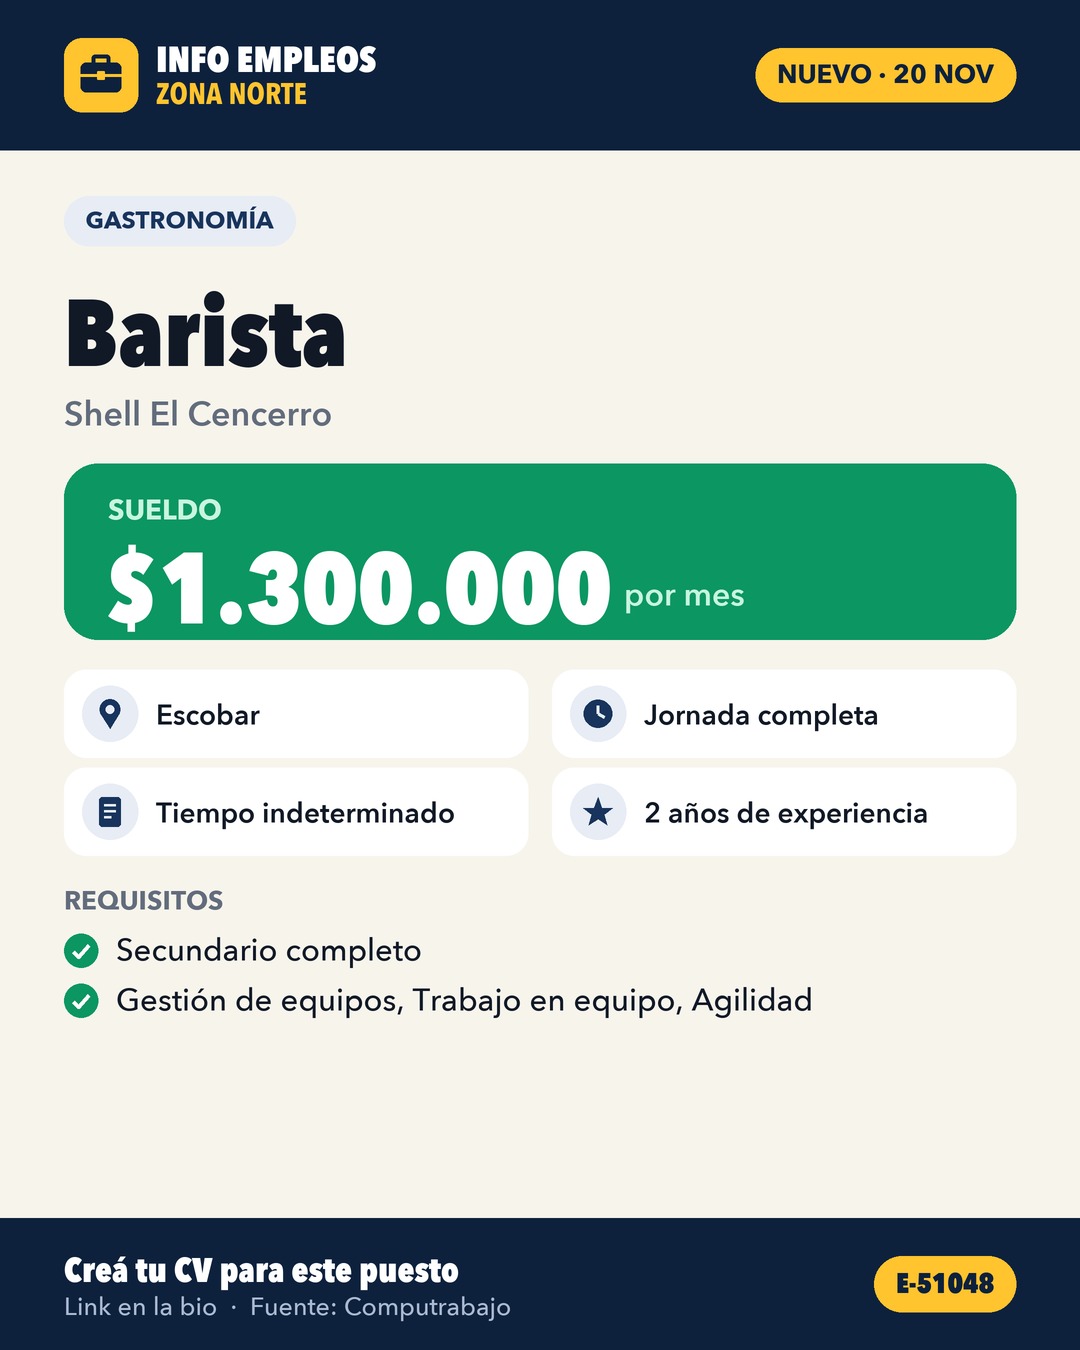 INFO EMPLEOS
ZONA NORTE
NUEVO · 20 NOV
GASTRONOMÍA
Barista
Shell El Cencerro
SUELDO
$1.300.000 por mes
Escobar
Jornada completa
Tiempo indeterminado
2 años de experiencia
REQUISITOS
Secundario completo
Gestión de equipos, Trabajo en equipo, Agilidad
Creá tu CV para este puesto
Link en la bio · Fuente: Computrabajo
E-51048